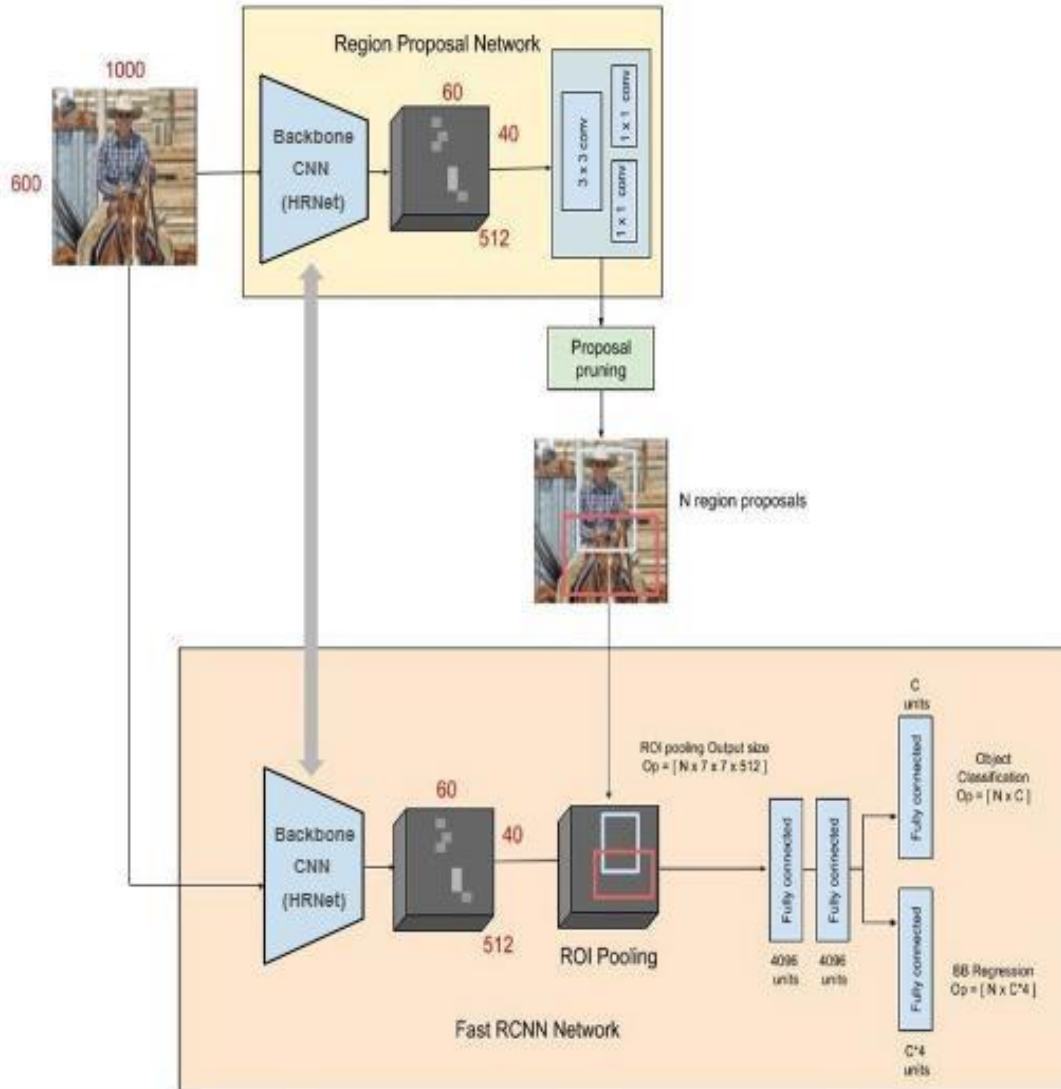 Region Proposal Network
1000
600
Backbone
CNN
(HRNet)
60
40
512
3 x 3 conv
1 x 1 conv
1 x 1 conv
Proposal
pruning
N region proposals
Backbone
CNN
(HRNet)
60
40
512
ROI Pooling
ROI pooling Output size
Op = [ N x 7 x 7 x 512 ]
Fully connected
4096
units
Fully connected
4096
units
C
units
Fully connected
Object
Classification
Op = [ N x C ]
Fully connected
C*4
units
BB Regression
Op = [ N x C*4 ]
Fast RCNN Network